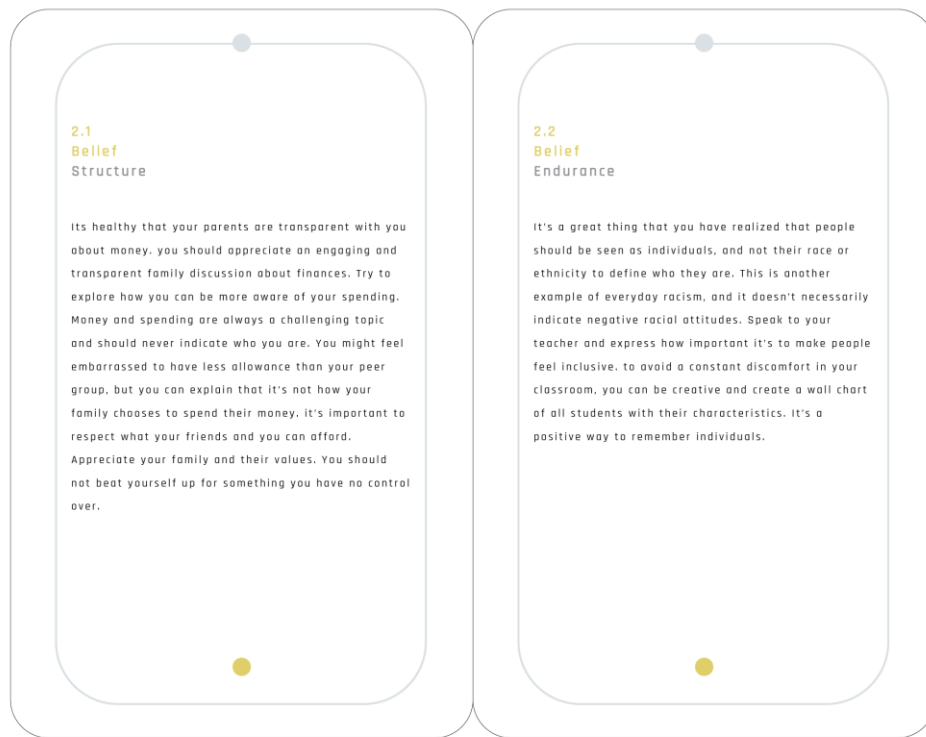 2.1
Belief
Structure
Its healthy that your parents are transparent with you
about money. you should appreciate an engaging and
transparent family discussion about finances. Try to
explore how you can be more aware of your spending.
Money and spending are always a challenging topic
and should never indicate who you are. You might feel
embarrassed to have less allowance than your peer
group, but you can explain that it's not how your
family chooses to spend their money. it's important to
respect what your friends and you can afford.
Appreciate your family and their values. You should
not beat yourself up for something you have no control
over.
2.2
Belief
Endurance
It's a great thing that you have realized that people
should be seen as individuals, and not their race or
ethnicity to define who they are. This is another
example of everyday racism, and it doesn't necessarily
indicate negative racial attitudes. Speak to your
teacher and express how important it's to make people
feel inclusive. to avoid a constant discomfort in your
classroom, you can be creative and create a wall chart
of all students with their characteristics. It's a
positive way to remember individuals.